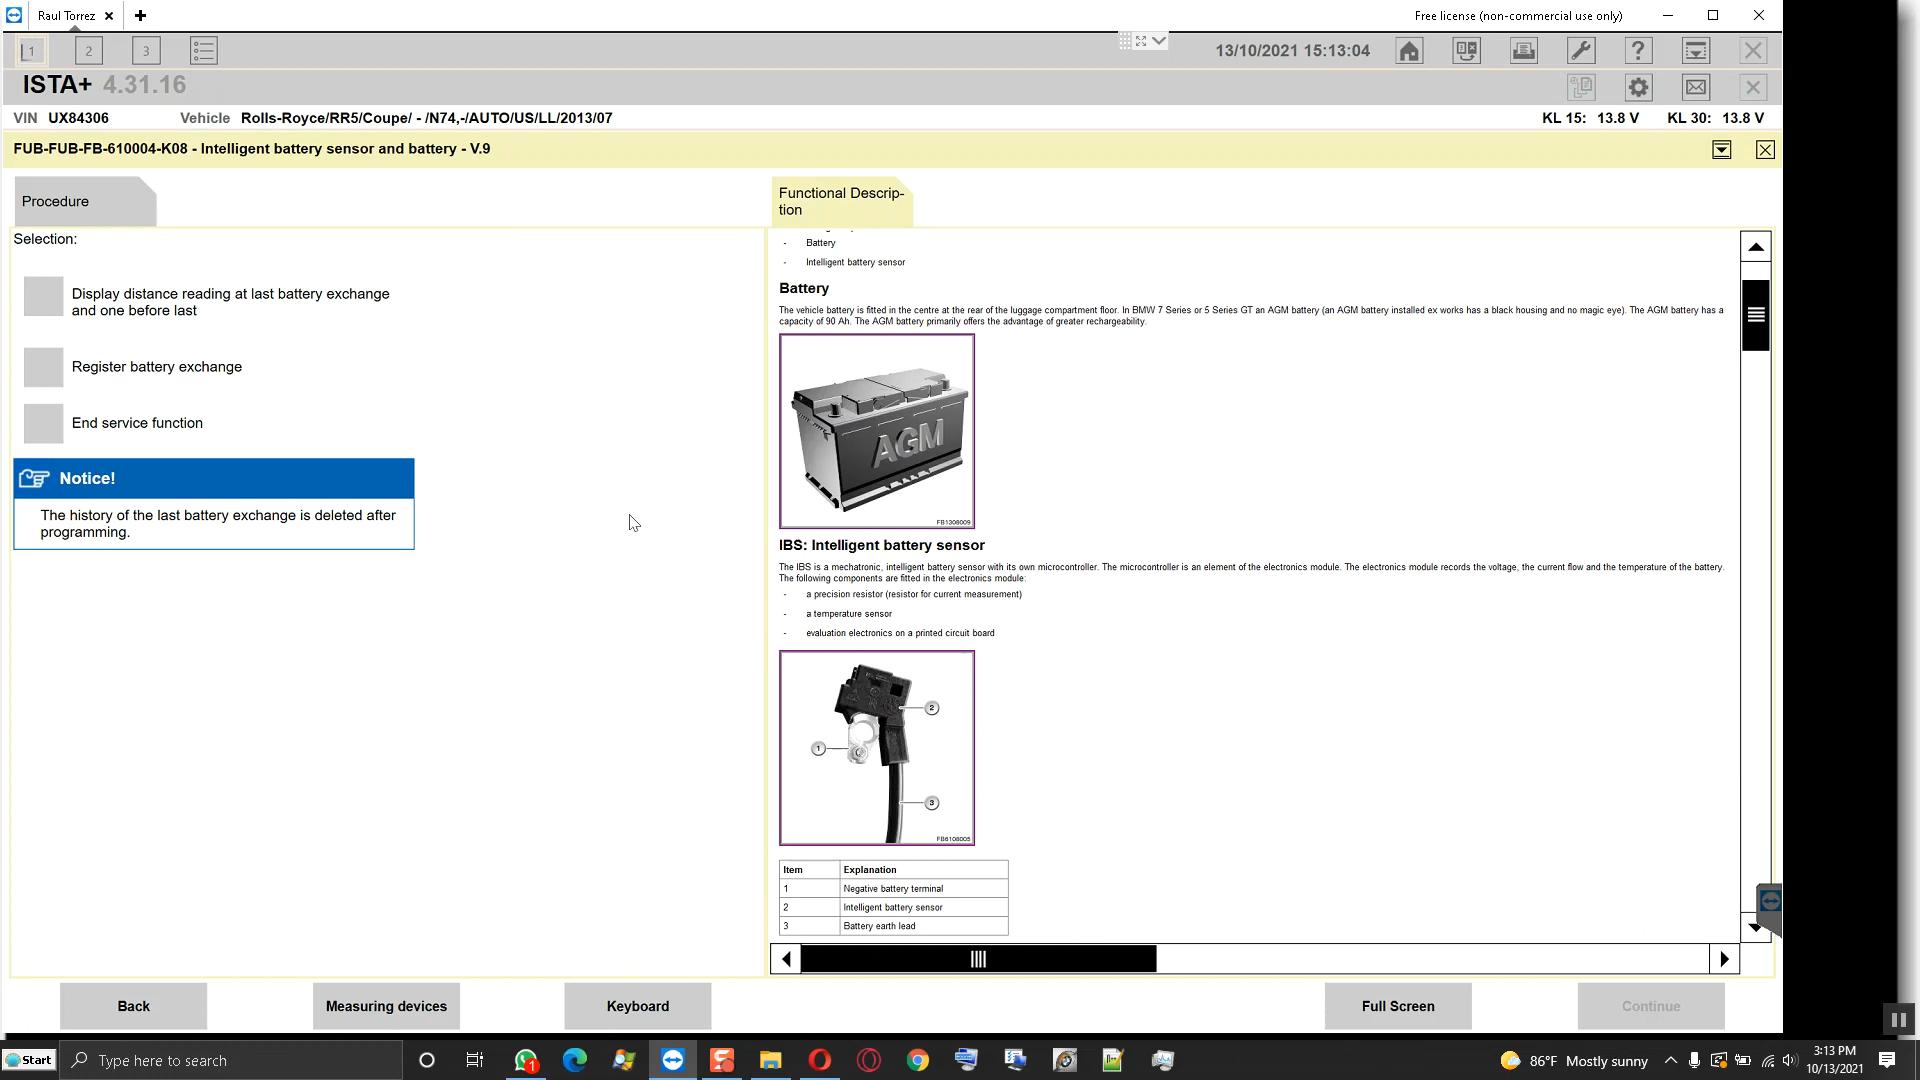 Raul Torrez
Free license (non-commercial use only)
1
2
3
13/10/2021 15:13:04
ISTA+ 4.31.16
VIN UX84306 Vehicle Rolls-Royce/RR5/Coupe/ - /N74,-/AUTO/US/LL/2013/07 KL 15: 13.8 V KL 30: 13.8 V
FUB-FUB-FB-610004-K08 - Intelligent battery sensor and battery - V.9
Procedure
Selection:
Display distance reading at last battery exchange
and one before last
Register battery exchange
End service function
Notice!
The history of the last battery exchange is deleted after
programming.
Functional Descrip-
tion
- Battery
- Intelligent battery sensor
Battery
The vehicle battery is fitted in the centre at the rear of the luggage compartment floor. In BMW 7 Series or 5 Series GT an AGM battery (an AGM battery installed ex works has a black housing and no magic eye). The AGM battery has a
capacity of 90 Ah. The AGM battery primarily offers the advantage of greater rechargeability.
AGM
FB1308009
IBS: Intelligent battery sensor
The IBS is a mechatronic, intelligent battery sensor with its own microcontroller. The microcontroller is an element of the electronics module. The electronics module records the voltage, the current flow and the temperature of the battery.
The following components are fitted in the electronics module:
- a precision resistor (resistor for current measurement)
- a temperature sensor
- evaluation electronics on a printed circuit board
2
1
3
FB6108005
Item Explanation
1 Negative battery terminal
2 Intelligent battery sensor
3 Battery earth lead
Back
Measuring devices
Keyboard
Full Screen
Continue
Start
Type here to search
1
86°F Mostly sunny
3:13 PM
10/13/2021